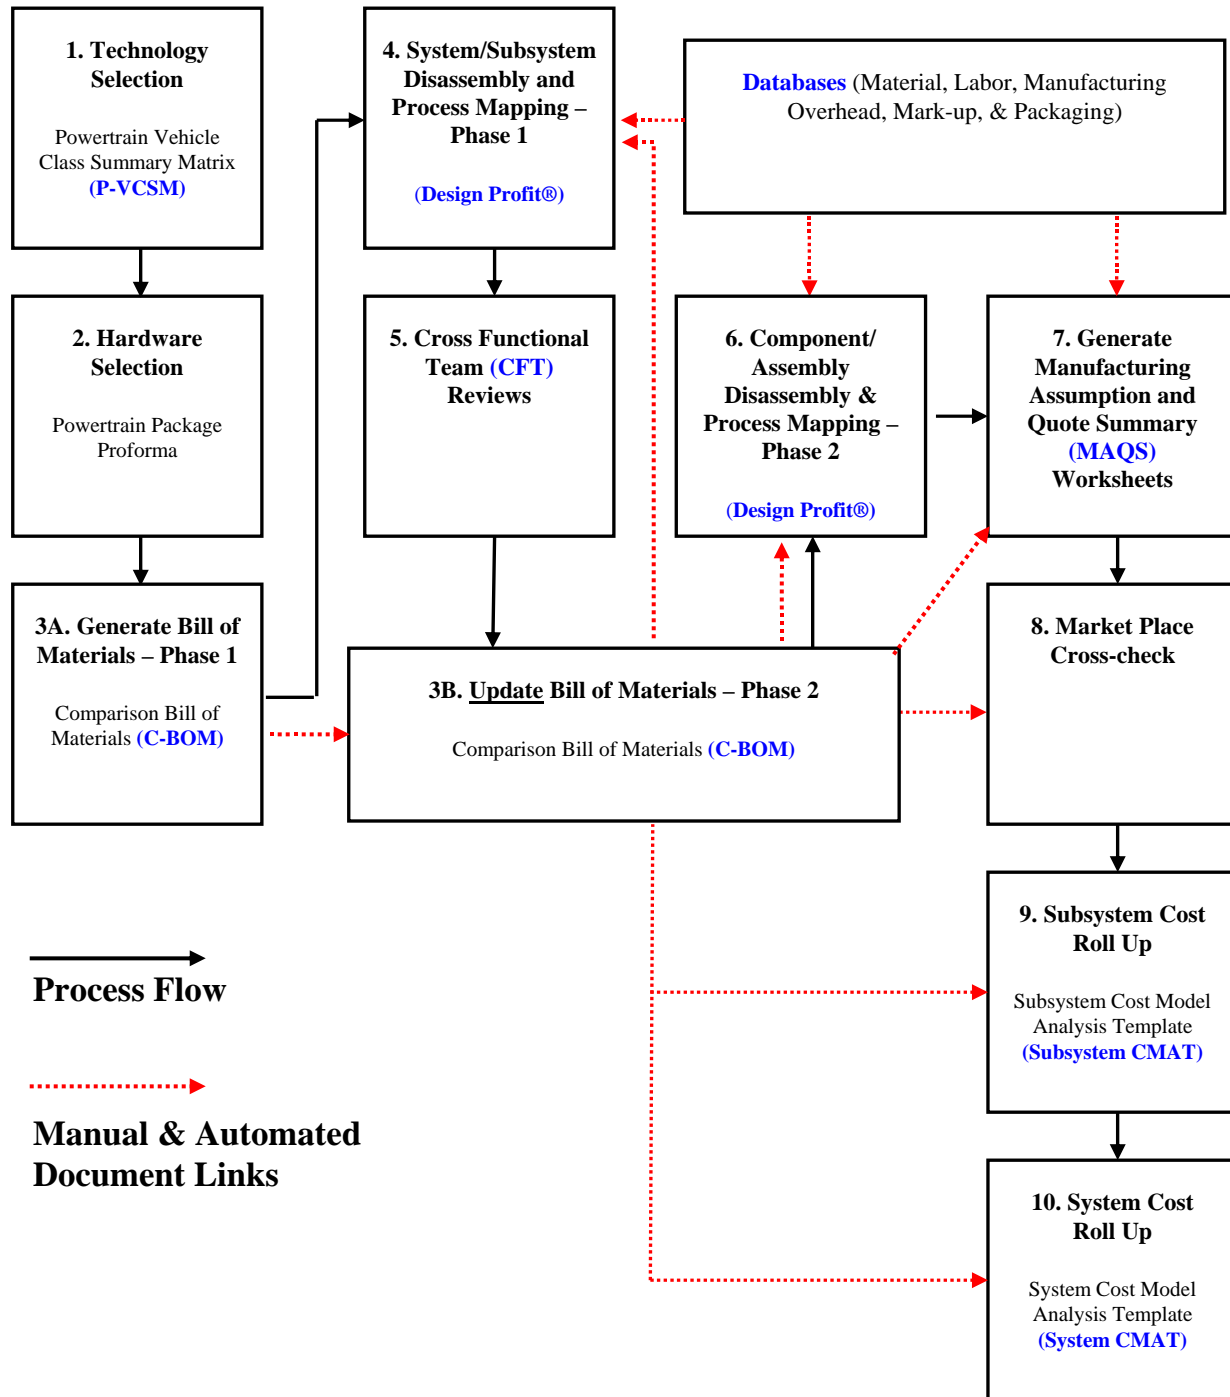 1. Technology
Selection
Powertrain Vehicle
Class Summary Matrix
(P-VCSM)
4. System/Subsystem
Disassembly and
Process Mapping –
Phase 1
(Design Profit®)
Databases (Material, Labor, Manufacturing
Overhead, Mark-up, & Packaging)
2. Hardware
Selection
Powertrain Package
Proforma
5. Cross Functional
Team (CFT)
Reviews
6. Component/
Assembly
Disassembly &
Process Mapping –
Phase 2
(Design Profit®)
7. Generate
Manufacturing
Assumption and
Quote Summary
(MAQS)
Worksheets
3A. Generate Bill of
Materials – Phase 1
Comparison Bill of
Materials (C-BOM)
3B. Update Bill of Materials – Phase 2
Comparison Bill of Materials (C-BOM)
8. Market Place
Cross-check
9. Subsystem Cost
Roll Up
Subsystem Cost Model
Analysis Template
(Subsystem CMAT)
10. System Cost
Roll Up
System Cost Model
Analysis Template
(System CMAT)
Process Flow
Manual & Automated
Document Links